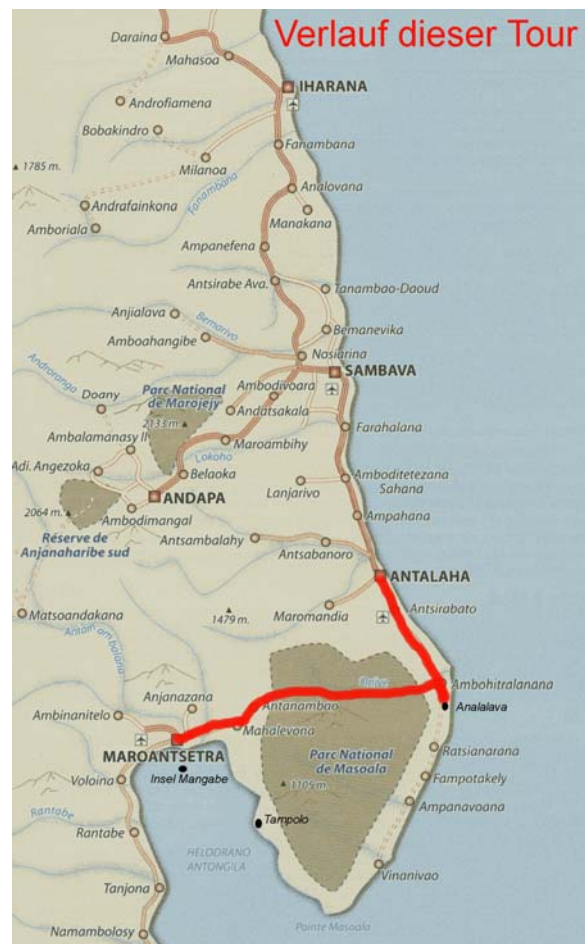 Verlauf dieser Tour
Daraina
Mahasoa
IHARANA
Androfiamena
Bobakindro
Fanambana
1785 m.
Milanoa
Analovana
Fanambana
Andrafainkona
Manakana
Amboriala
Ampanefena
Antsirabe Ava.
Tanambao-Daoud
Anjialava
Bemarivo
Bemanevika
Amboahangibe
Nosiarina
Androranga
SAMBAVA
Parc National
de Marojejy
Ambodivoara
Doany
Andatsakala
2133 m.
Farahalana
Ambalamanasy II
Maroambihy
Lokoho
Adi. Angezoka
Belaoka
Amboditetezana
Sahana
Lanjarivo
ANDAPA
2064 m.
Ambodimangal
Ampahana
Réserve de
Anjanaharibe sud
Antsambalahy
Antsabanoro
ANTALAHA
Antsirabato
Matsoandakana
1479 m.
Maromandia
Antainambalana
Anjanazana
Ambohitralanana
Antanambao
Analalava
Ambinanitelo
Mahalevona
MAROANTSETRA
Parc National
de Masoala
Ratsianarana
Voloina
Insel Mangabe
1105 m.
Fampotakely
Rantabe
Ampanavoana
Tampolo
Rantabe
HELODRANO
ANTONGILA
Vinanivao
Tanjona
Pointe Masoala
Namambolosy